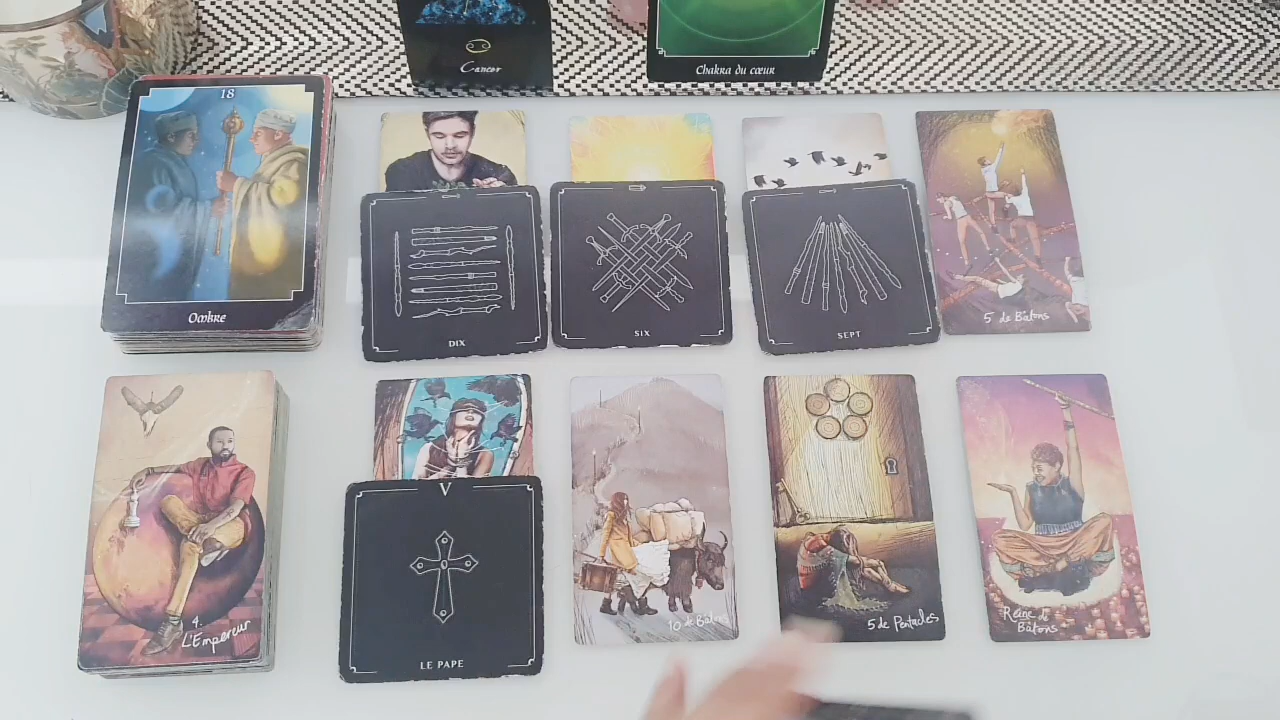 Cancer
Chakra du cœur
18
Ombre
DIX
SIX
SEPT
5 de Bâtons
4.
L'Empereur
V
LE PAPE
10 de Bâtons
5 de Pentacles
Reine de
Bâtons